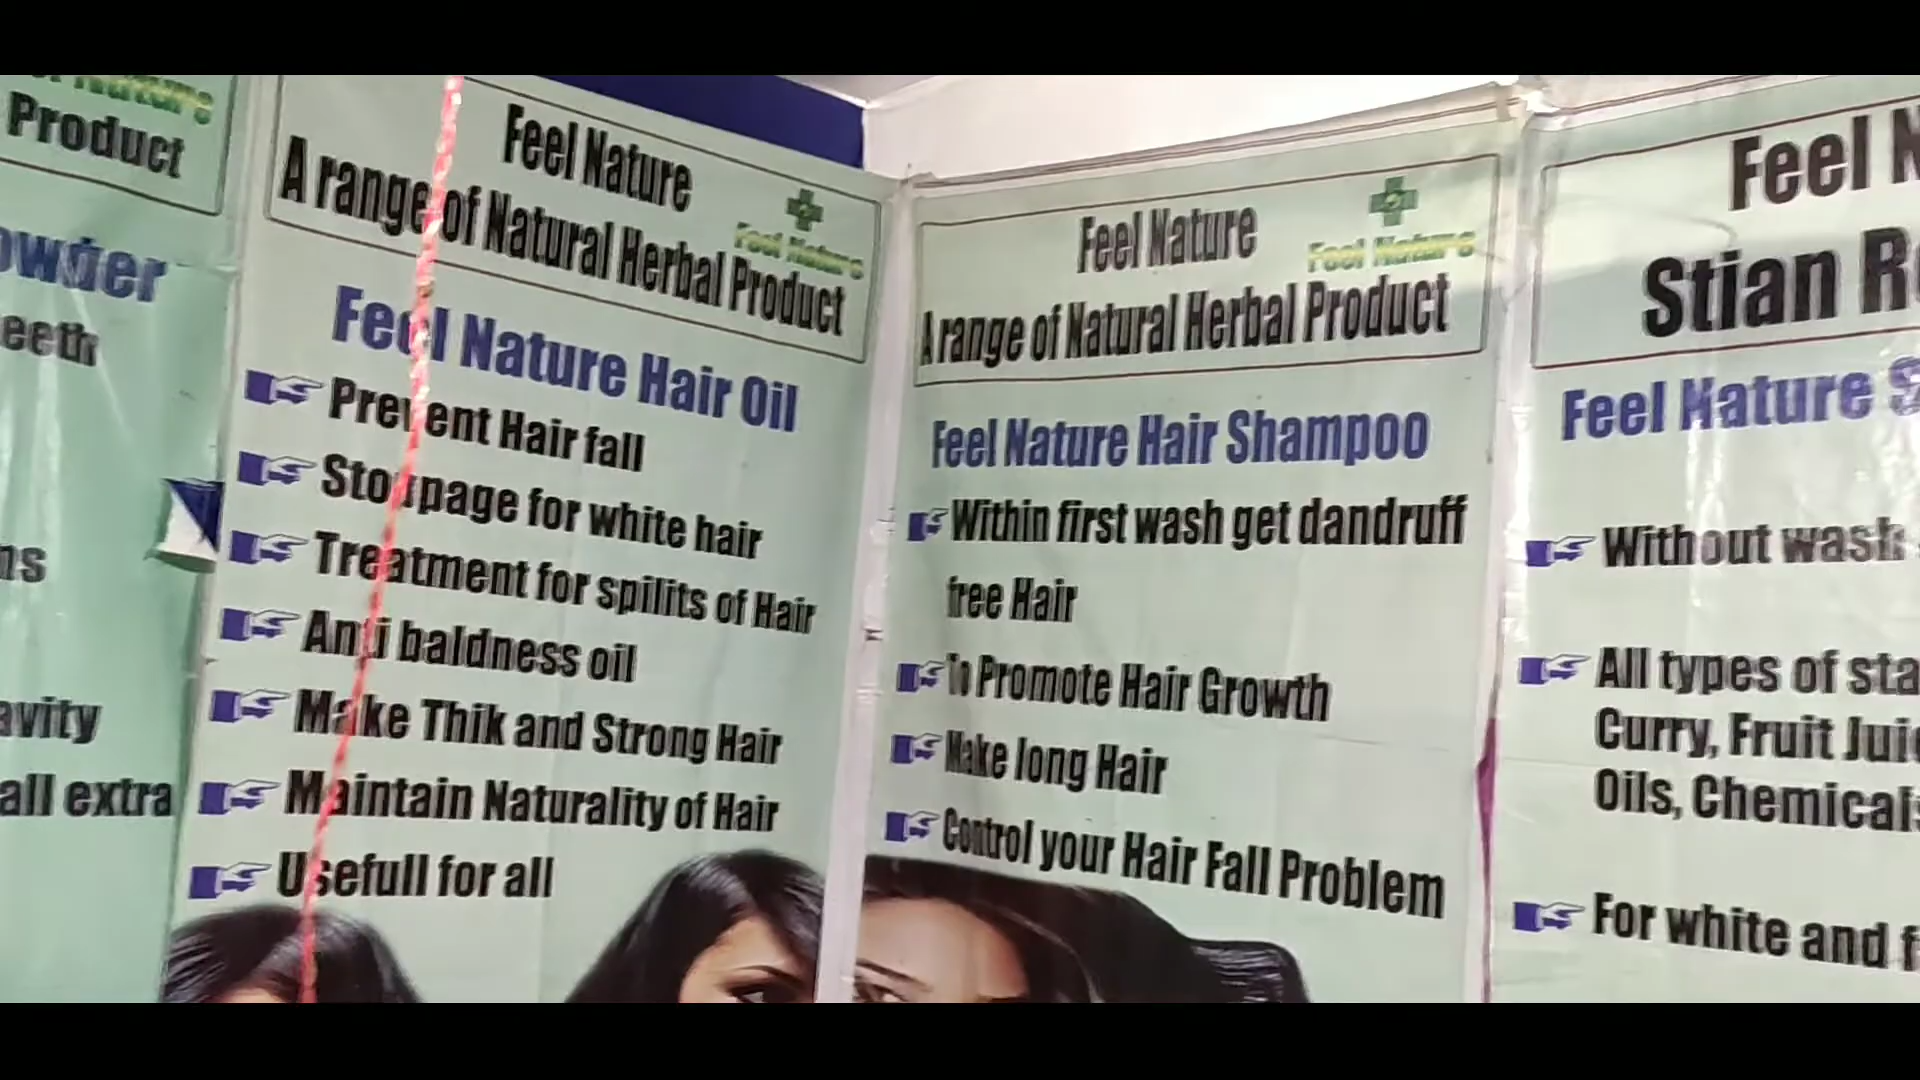 Product
owder
eeth
ns
avity
all extra
Feel Nature
A range of Natural Herbal Product
Feel Nature
Feel Nature Hair Oil
Prevent Hair fall
Stoppage for white hair
Treatment for spilits of Hair
Anti baldness oil
Make Thik and Strong Hair
Maintain Naturality of Hair
Usefull for all
Feel Nature
Feel Nature
A range of Natural Herbal Product
Feel Nature Hair Shampoo
Within first wash get dandruff
free Hair
To Promote Hair Growth
Make long Hair
Control your Hair Fall Problem
Feel N
Stian R
Feel Nature S
Without wash
All types of sta
Curry, Fruit Jui
Oils, Chemical
For white and f